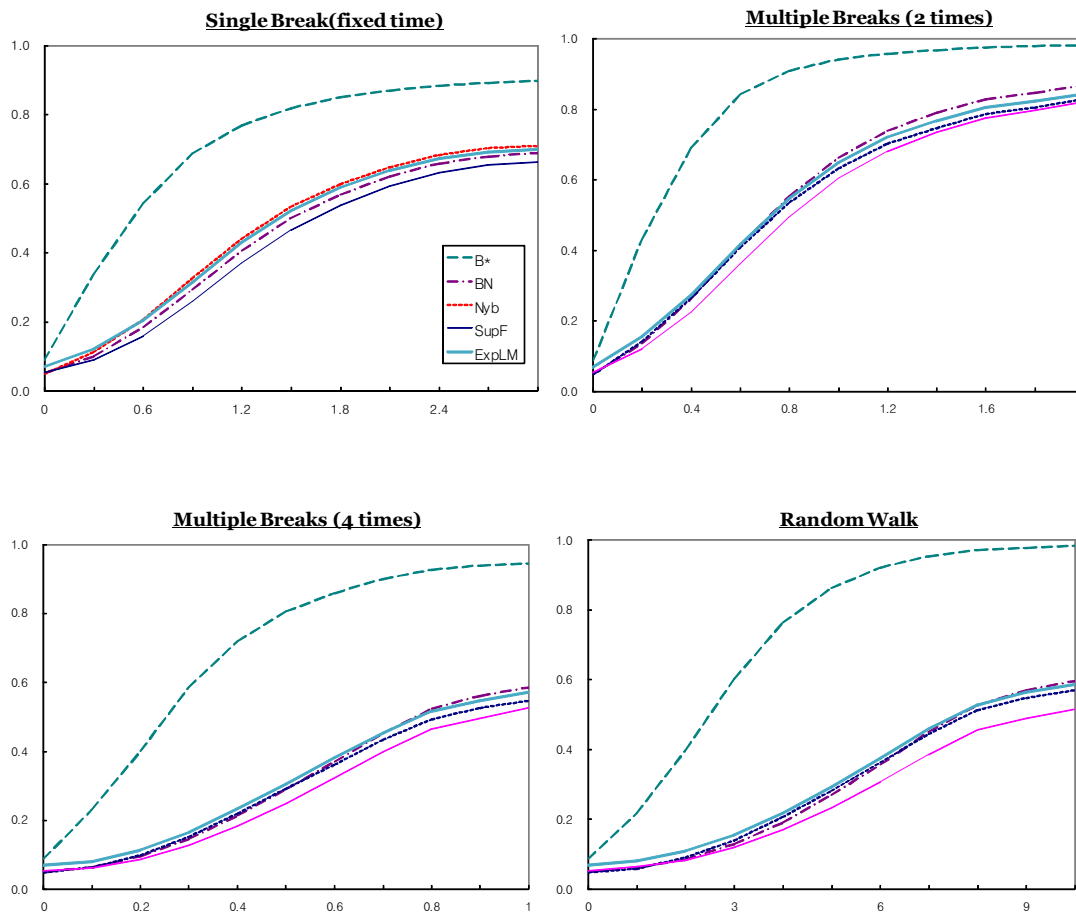 Single Break(fixed time)
1.0
0.8
0.6
0.4
0.2
0.0
0 0.6 1.2 1.8 2.4
B*
BN
Nyb
SupF
ExpLM
Multiple Breaks (2 times)
1.0
0.8
0.6
0.4
0.2
0.0
0 0.4 0.8 1.2 1.6
Multiple Breaks (4 times)
1.0
0.8
0.6
0.4
0.2
0.0
0 0.2 0.4 0.6 0.8 1
Random Walk
1.0
0.8
0.6
0.4
0.2
0.0
0 3 6 9